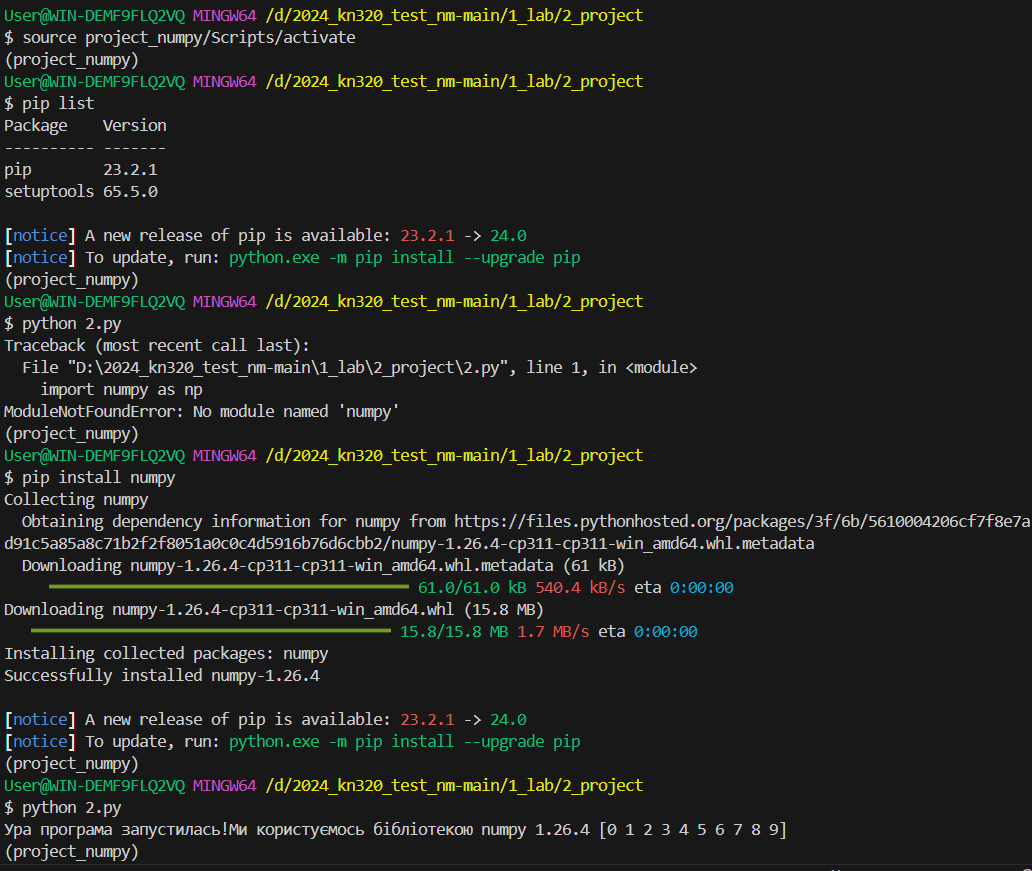 User@WIN-DEMF9FLQ2VQ MINGW64 /d/2024_kn320_test_nm-main/1_lab/2_project
$ source project_numpy/Scripts/activate
(project_numpy)
User@WIN-DEMF9FLQ2VQ MINGW64 /d/2024_kn320_test_nm-main/1_lab/2_project
$ pip list
Package    Version
---------- -------
pip        23.2.1
setuptools 65.5.0

[notice] A new release of pip is available: 23.2.1 -> 24.0
[notice] To update, run: python.exe -m pip install --upgrade pip
(project_numpy)
User@WIN-DEMF9FLQ2VQ MINGW64 /d/2024_kn320_test_nm-main/1_lab/2_project
$ python 2.py
Traceback (most recent call last):
  File "D:\2024_kn320_test_nm-main\1_lab\2_project\2.py", line 1, in <module>
    import numpy as np
ModuleNotFoundError: No module named 'numpy'
(project_numpy)
User@WIN-DEMF9FLQ2VQ MINGW64 /d/2024_kn320_test_nm-main/1_lab/2_project
$ pip install numpy
Collecting numpy
  Obtaining dependency information for numpy from https://files.pythonhosted.org/packages/3f/6b/5610004206cf7f8e7a
d91c5a85a8c71b2f2f8051a0c0c4d5916b76d6cbb2/numpy-1.26.4-cp311-cp311-win_amd64.whl.metadata
  Downloading numpy-1.26.4-cp311-cp311-win_amd64.whl.metadata (61 kB)
61.0/61.0 kB 540.4 kB/s eta 0:00:00
Downloading numpy-1.26.4-cp311-cp311-win_amd64.whl (15.8 MB)
15.8/15.8 MB 1.7 MB/s eta 0:00:00
Installing collected packages: numpy
Successfully installed numpy-1.26.4

[notice] A new release of pip is available: 23.2.1 -> 24.0
[notice] To update, run: python.exe -m pip install --upgrade pip
(project_numpy)
User@WIN-DEMF9FLQ2VQ MINGW64 /d/2024_kn320_test_nm-main/1_lab/2_project
$ python 2.py
Ура програма запустилась!Ми користуємось бібліотекою numpy 1.26.4 [0 1 2 3 4 5 6 7 8 9]
(project_numpy)